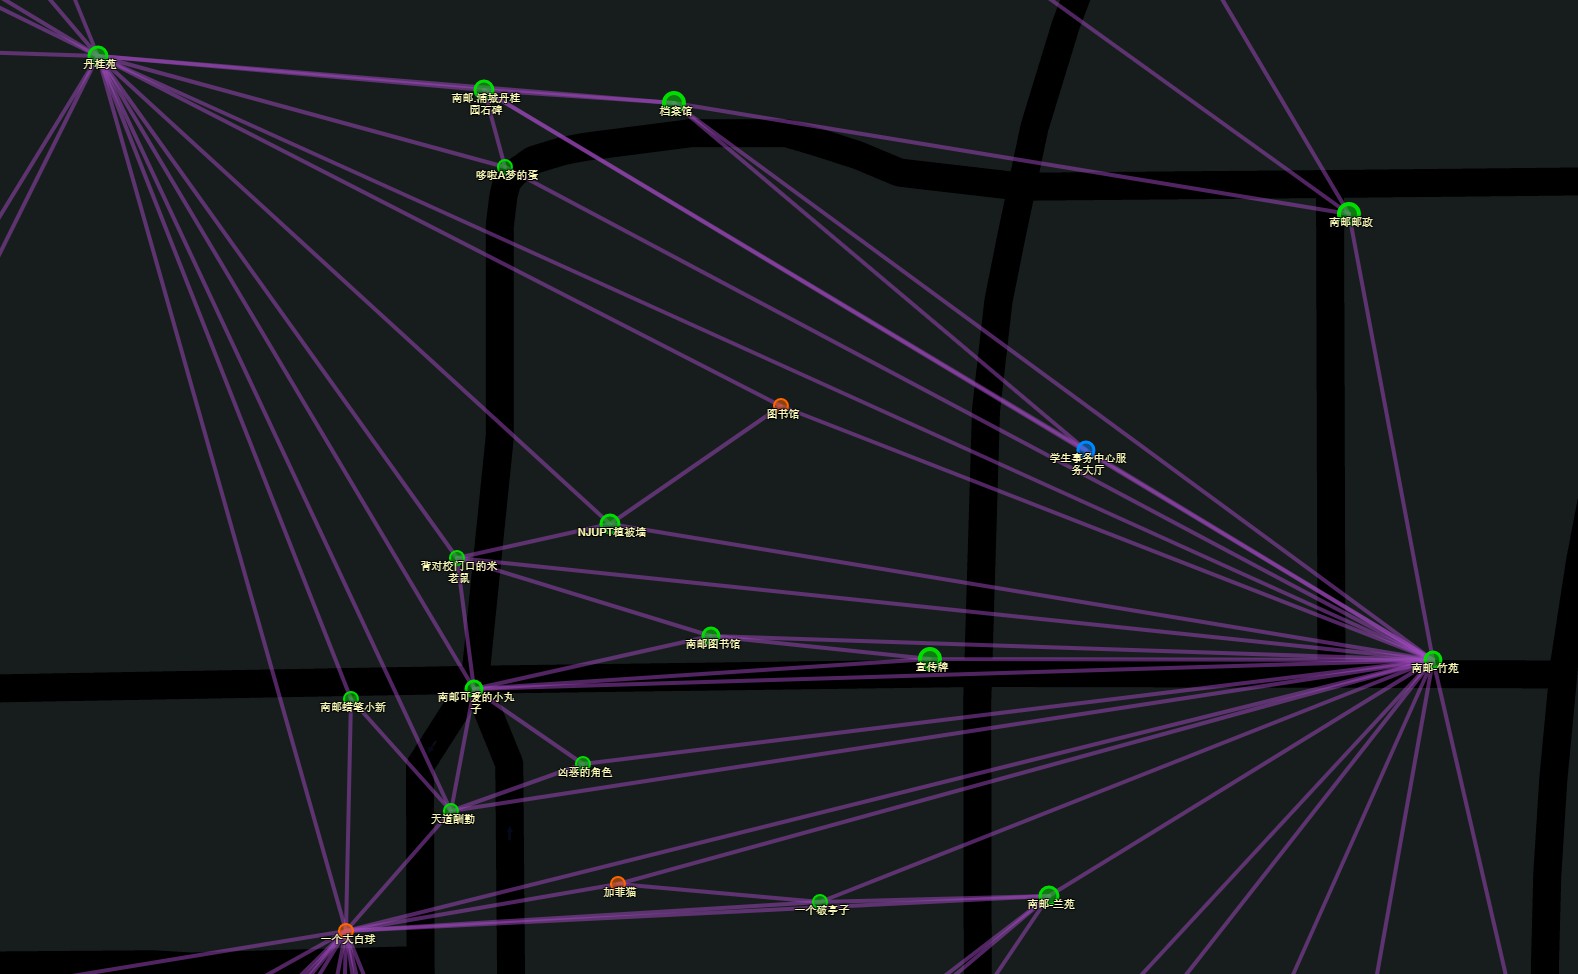 丹桂苑
南邮.浦被丹桂
园石碑
档案馆
哆啦A梦的蛋
南邮邮政
图书馆
学生事务中心服
务大厅
NJUPT植被墙
背对校门口的米
老鼠
南邮图书馆
宣传牌
南邮-竹苑
南邮可爱的小丸
子
南邮蜡笔小新
凶恶的角色
天道酬勤
加菲猫
一个破亭子
南邮-兰苑
一个大白球